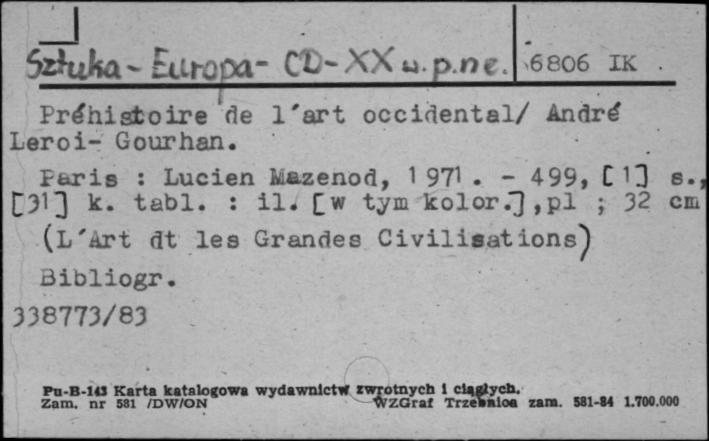 Sztuka - Europa - CD - XX w. p.n.e. 6806 IK
Préhistoire de l'art occidental/ André
Leroi- Gourhan.
Paris : Lucien Mazenod, 1971. - 499, [1] s.,
[31] k. tabl. : il. [w tym kolor.],pl ; 32 cm
(L'Art dt les Grandes Civilisations)
Bibliogr.
338773/83
Pu-B-143 Karta katalogowa wydawnictw zwrotnych i ciągłych.
Zam. nr 581 /DW/ON WZGraf Trzebnica zam. 581-84 1.700.000